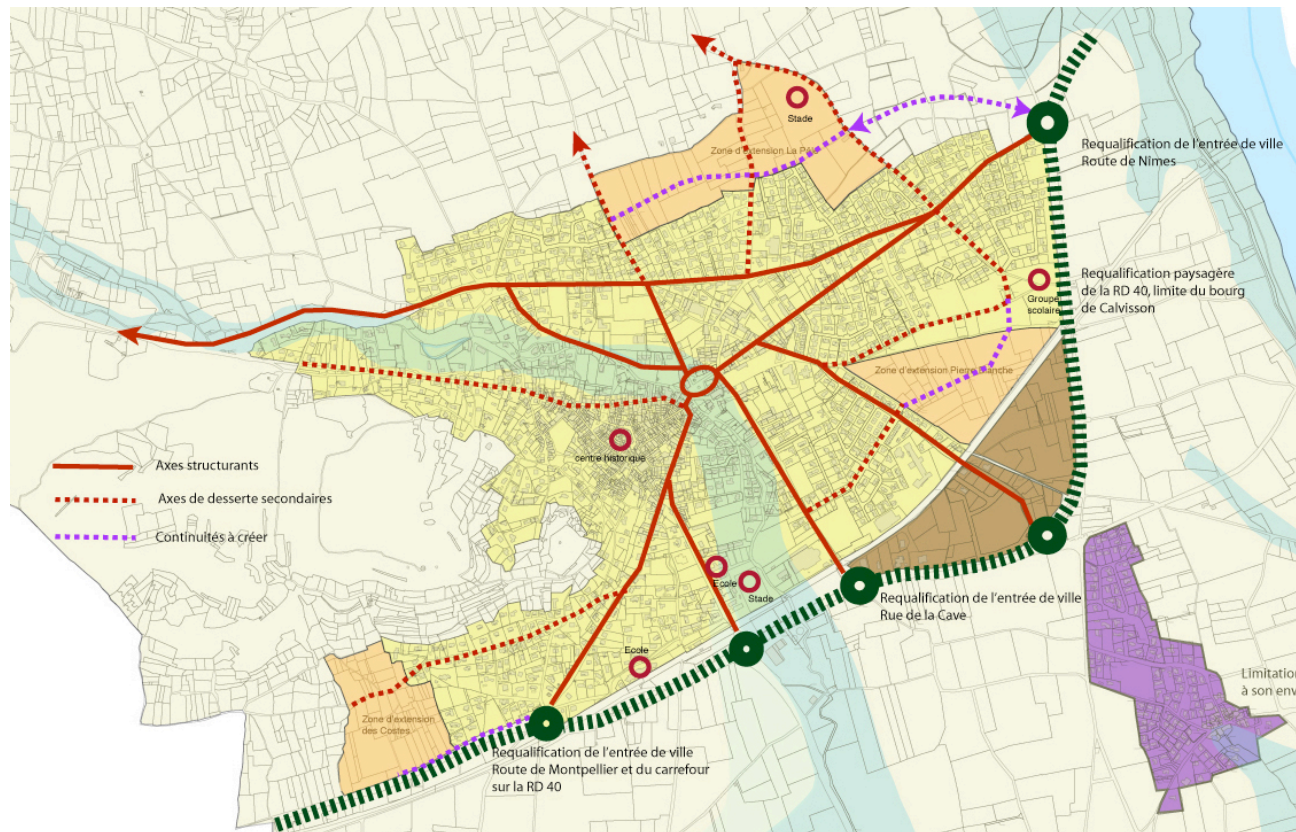 Stade
Zone d'extension La
Requalification de l'entrée de ville
Route de Nîmes
Requalification paysagère
de la RD 40, limite du bourg
de Calvisson
Groupe
scolaire
Zone d'extension Pierre Blanche
centre historique
Axes structurants
Axes de desserte secondaires
Continuités à créer
Ecole
Stade
Requalification de l'entrée de ville
Rue de la Cave
Ecole
Limitation
à son env
Zone d'extension
des Costes
Requalification de l'entrée de ville
Route de Montpellier et du carrefour
sur la RD 40